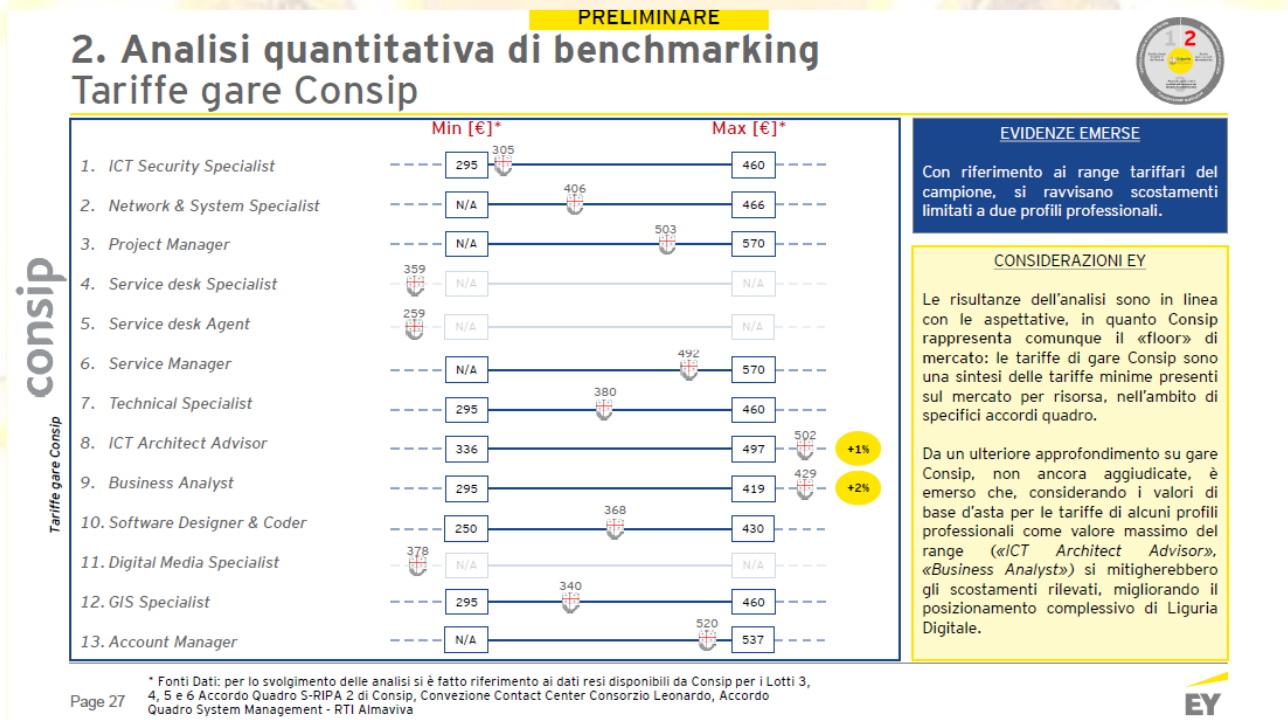 PRELIMINARE
2. Analisi quantitativa di benchmarking
Tariffe gare Consip
1 2
consip
Tariffe gare Consip
Min [€]* Max [€]*
305
1. ICT Security Specialist 295 460
406
2. Network & System Specialist N/A 466
503
3. Project Manager N/A 570
359
4. Service desk Specialist N/A N/A
259
5. Service desk Agent N/A N/A
492
6. Service Manager N/A 570
380
7. Technical Specialist 295 460
502
8. ICT Architect Advisor 336 497 +1%
429
9. Business Analyst 295 419 +2%
368
10. Software Designer & Coder 250 430
378
11. Digital Media Specialist N/A N/A
340
12. GIS Specialist 295 460
520
13. Account Manager N/A 537
EVIDENZE EMERSE
Con riferimento ai range tariffari del
campione, si ravvisano scostamenti
limitati a due profili professionali.
CONSIDERAZIONI EY
Le risultanze dell'analisi sono in linea
con le aspettative, in quanto Consip
rappresenta comunque il «floor» di
mercato: le tariffe di gare Consip sono
una sintesi delle tariffe minime presenti
sul mercato per risorsa, nell'ambito di
specifici accordi quadro.
Da un ulteriore approfondimento su gare
Consip, non ancora aggiudicate, è
emerso che, considerando i valori di
base d'asta per le tariffe di alcuni profili
professionali come valore massimo del
range («ICT Architect Advisor»,
«Business Analyst») si mitigherebbero
gli scostamenti rilevati, migliorando il
posizionamento complessivo di Liguria
Digitale.
* Fonti Dati: per lo svolgimento delle analisi si è fatto riferimento ai dati resi disponibili da Consip per i Lotti 3,
4, 5 e 6 Accordo Quadro S-RIPA 2 di Consip, Convezione Contact Center Consorzio Leonardo, Accordo
Quadro System Management - RTI Almaviva
Page 27
EY